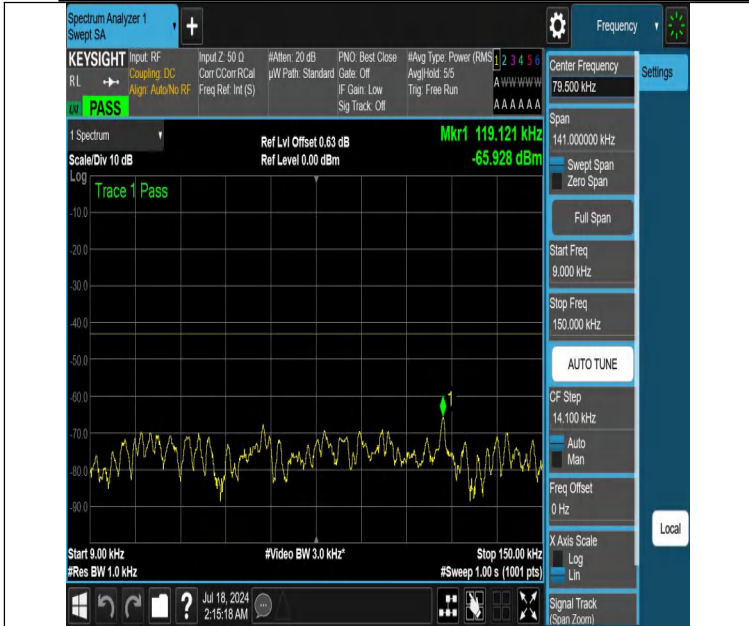 Spectrum Analyzer 1
Swept SA
Frequency
KEYSIGHT
RL
PASS
Input: RF
Coupling: DC
Align: Auto/No RF
Input Z: 50 Ω
Corr CCorr RCal
Freq Ref: Int (S)
#Atten: 20 dB
µW Path: Standard
PNO: Best Close
Gate: Off
IF Gain: Low
Sig Track: Off
#Avg Type: Power (RMS
Avg|Hold: 5/5
Trig: Free Run
1 2 3 4 5 6
A W W W W W
A A A A A A
1 Spectrum
Scale/Div 10 dB
Ref Lvl Offset 0.63 dB
Ref Level 0.00 dBm
Mkr1 119.121 kHz
-65.928 dBm
Log
Trace 1 Pass
-10.0
-20.0
-30.0
-40.0
-50.0
-60.0
-70.0
-80.0
-90.0
1
Start 9.00 kHz
#Res BW 1.0 kHz
#Video BW 3.0 kHz*
Stop 150.00 kHz
#Sweep 1.00 s (1001 pts)
?
Jul 18, 2024
2:15:18 AM
Center Frequency
79.500 kHz
Settings
Span
141.000000 kHz
Swept Span
Zero Span
Full Span
Start Freq
9.000 kHz
Stop Freq
150.000 kHz
AUTO TUNE
CF Step
14.100 kHz
Auto
Man
Freq Offset
0 Hz
X Axis Scale
Log
Lin
Local
Signal Track
(Span Zoom)